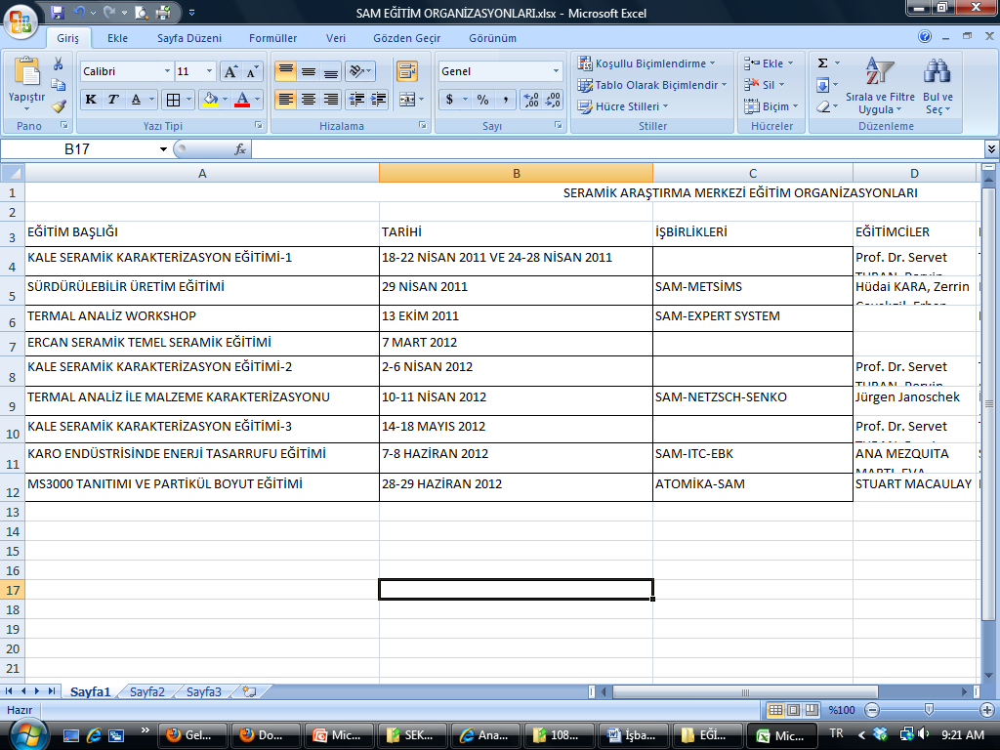 SAM EĞİTİM ORGANİZASYONLARI.xlsx - Microsoft Excel
Giriş Ekle Sayfa Düzeni Formüller Veri Gözden Geçir Görünüm
Yapıştır
Calibri 11
K T A
Genel
Koşullu Biçimlendirme
Tablo Olarak Biçimlendir
Hücre Stilleri
Ekle
Sil
Biçim
Sırala ve Filtre Uygula
Bul ve Seç
Pano Yazı Tipi Hizalama Sayı Stiller Hücreler Düzenleme
B17 fx
A B C D
1 SERAMİK ARAŞTIRMA MERKEZİ EĞİTİM ORGANİZASYONLARI
2
3 EĞİTİM BAŞLIĞI TARİHİ İŞBİRLİKLERİ EĞİTİMCİLER
4 KALE SERAMİK KARAKTERİZASYON EĞİTİMİ-1 18-22 NİSAN 2011 VE 24-28 NİSAN 2011 Prof. Dr. Servet
5 SÜRDÜRÜLEBİLİR ÜRETİM EĞİTİMİ 29 NİSAN 2011 SAM-METSİMS Hüdai KARA, Zerrin
6 TERMAL ANALİZ WORKSHOP 13 EKİM 2011 SAM-EXPERT SYSTEM
7 ERCAN SERAMİK TEMEL SERAMİK EĞİTİMİ 7 MART 2012
8 KALE SERAMİK KARAKTERİZASYON EĞİTİMİ-2 2-6 NİSAN 2012 Prof. Dr. Servet
9 TERMAL ANALİZ İLE MALZEME KARAKTERİZASYONU 10-11 NİSAN 2012 SAM-NETZSCH-SENKO Jürgen Janoschek
10 KALE SERAMİK KARAKTERİZASYON EĞİTİMİ-3 14-18 MAYIS 2012 Prof. Dr. Servet
11 KARO ENDÜSTRİSİNDE ENERJİ TASARRUFU EĞİTİMİ 7-8 HAZİRAN 2012 SAM-ITC-EBK ANA MEZQUITA
12 MS3000 TANITIMI VE PARTİKÜL BOYUT EĞİTİMİ 28-29 HAZİRAN 2012 ATOMİKA-SAM STUART MACAULAY
13
14
15
16
17
18
19
20
21
Sayfa1 Sayfa2 Sayfa3
Hazır %100
Gel... Do... Mic... SEK... Ana... 108... İşba... EĞİ... Mic... TR 9:21 AM